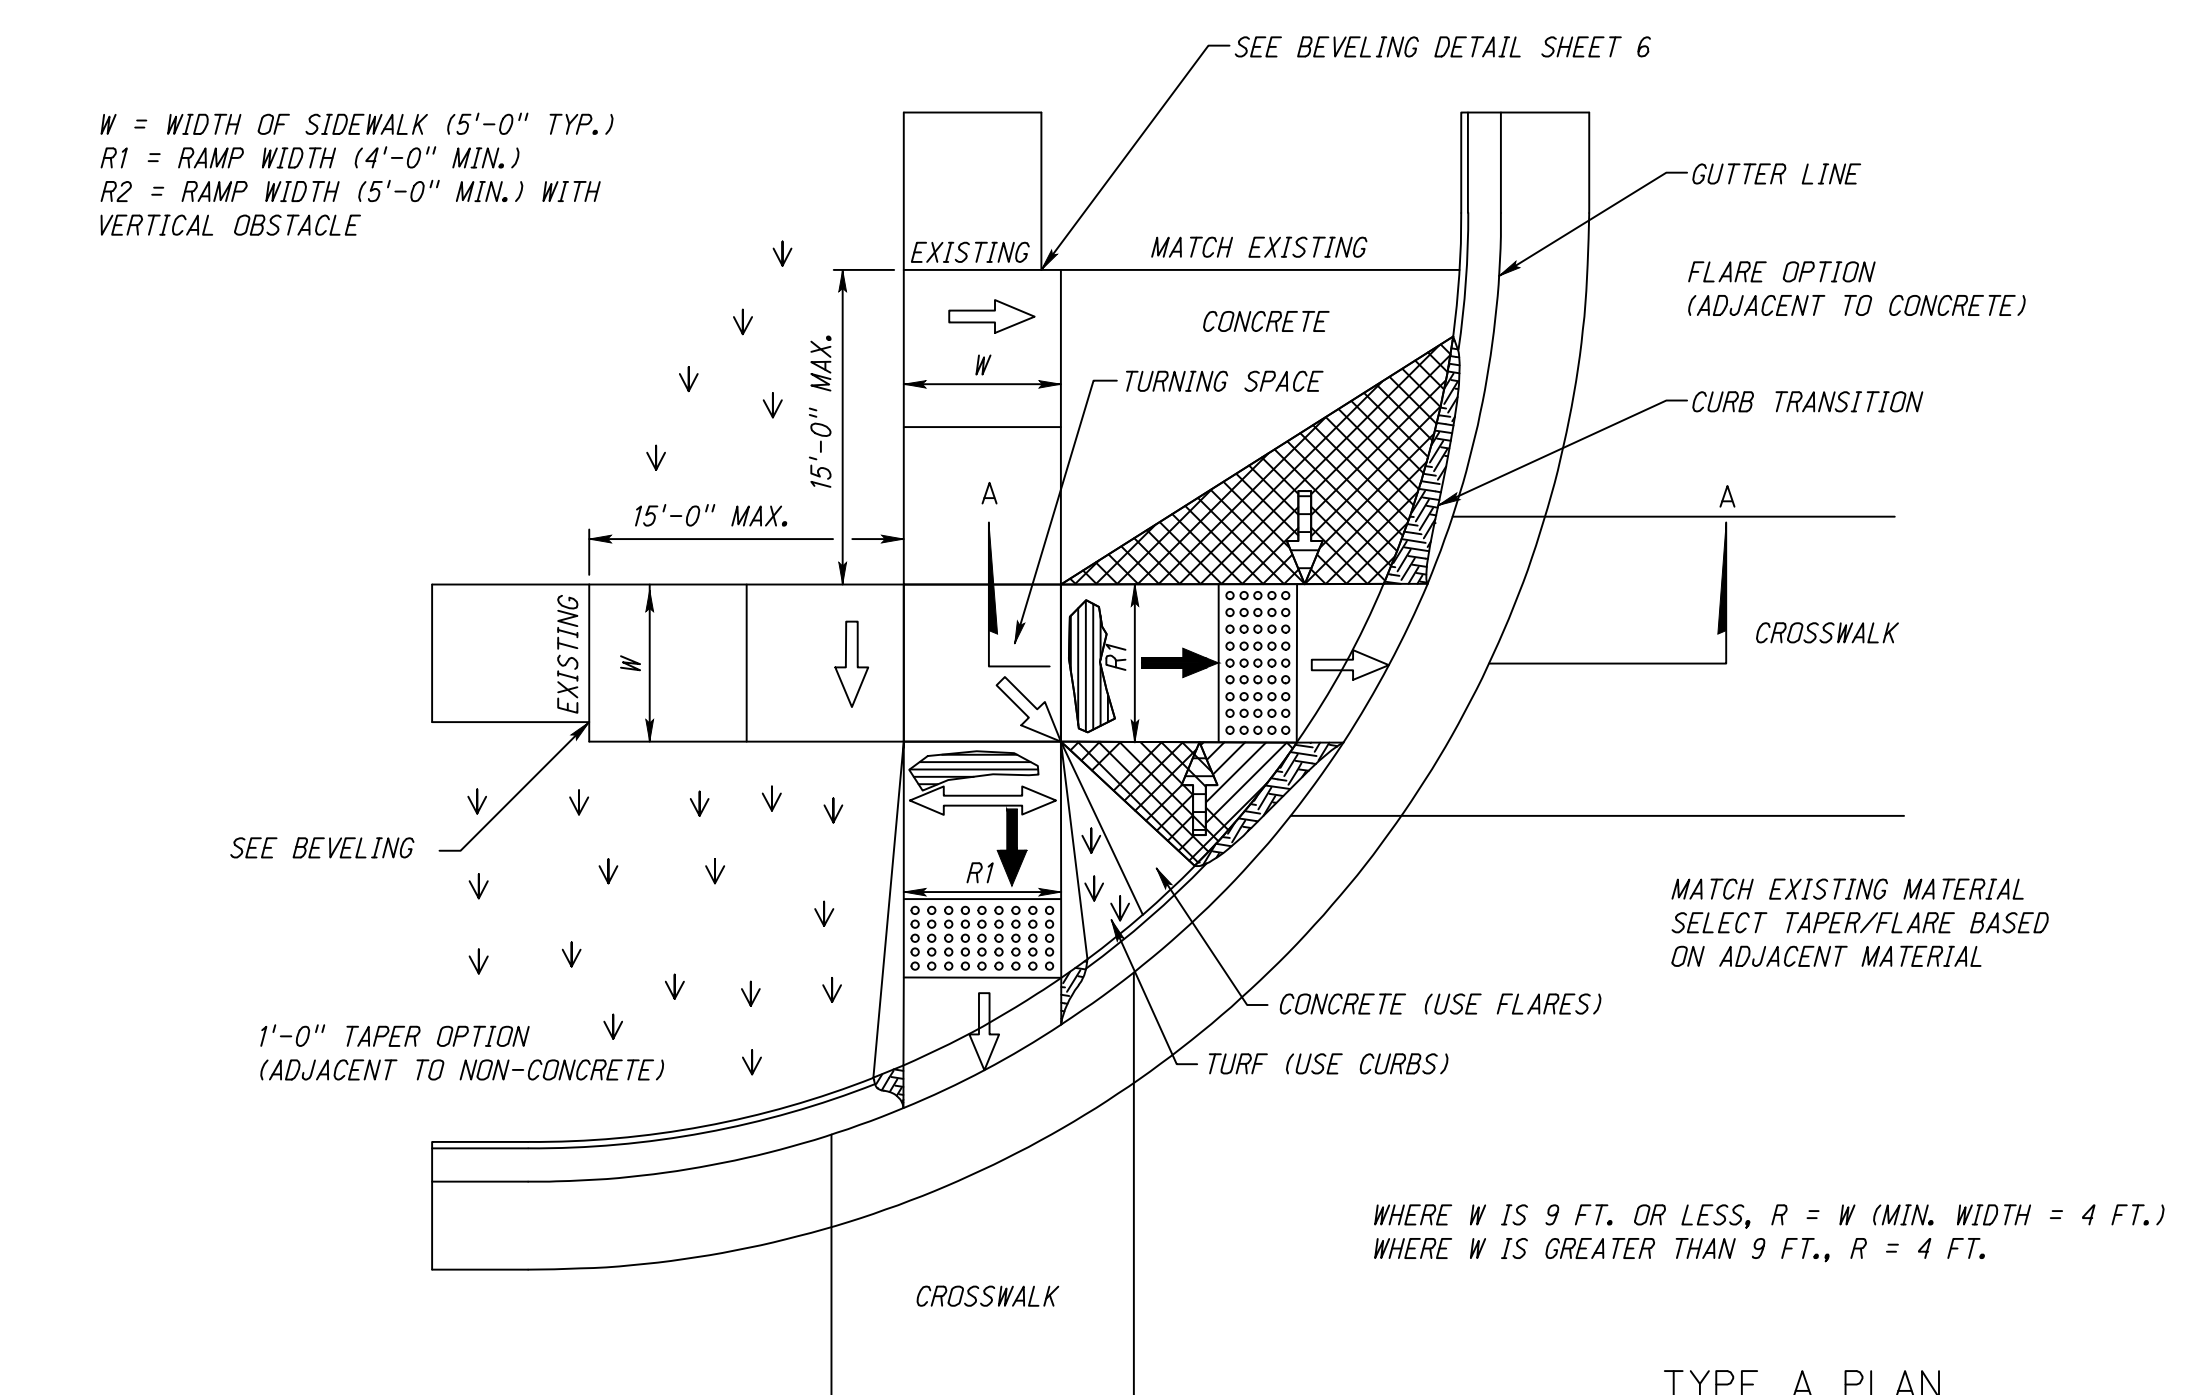 SEE BEVELING DETAIL SHEET 6
W = WIDTH OF SIDEWALK (5'-0" TYP.)
R1 = RAMP WIDTH (4'-0" MIN.)
R2 = RAMP WIDTH (5'-0" MIN.) WITH
VERTICAL OBSTACLE
GUTTER LINE
EXISTING
MATCH EXISTING
FLARE OPTION
(ADJACENT TO CONCRETE)
CONCRETE
15'-0" MAX.
W
TURNING SPACE
CURB TRANSITION
A
A
15'-0" MAX.
EXISTING
W
R1
CROSSWALK
SEE BEVELING
R1
MATCH EXISTING MATERIAL
SELECT TAPER/FLARE BASED
ON ADJACENT MATERIAL
CONCRETE (USE FLARES)
1'-0" TAPER OPTION
(ADJACENT TO NON-CONCRETE)
TURF (USE CURBS)
WHERE W IS 9 FT. OR LESS, R = W (MIN. WIDTH = 4 FT.)
WHERE W IS GREATER THAN 9 FT., R = 4 FT.
CROSSWALK
TYPE A PLAN